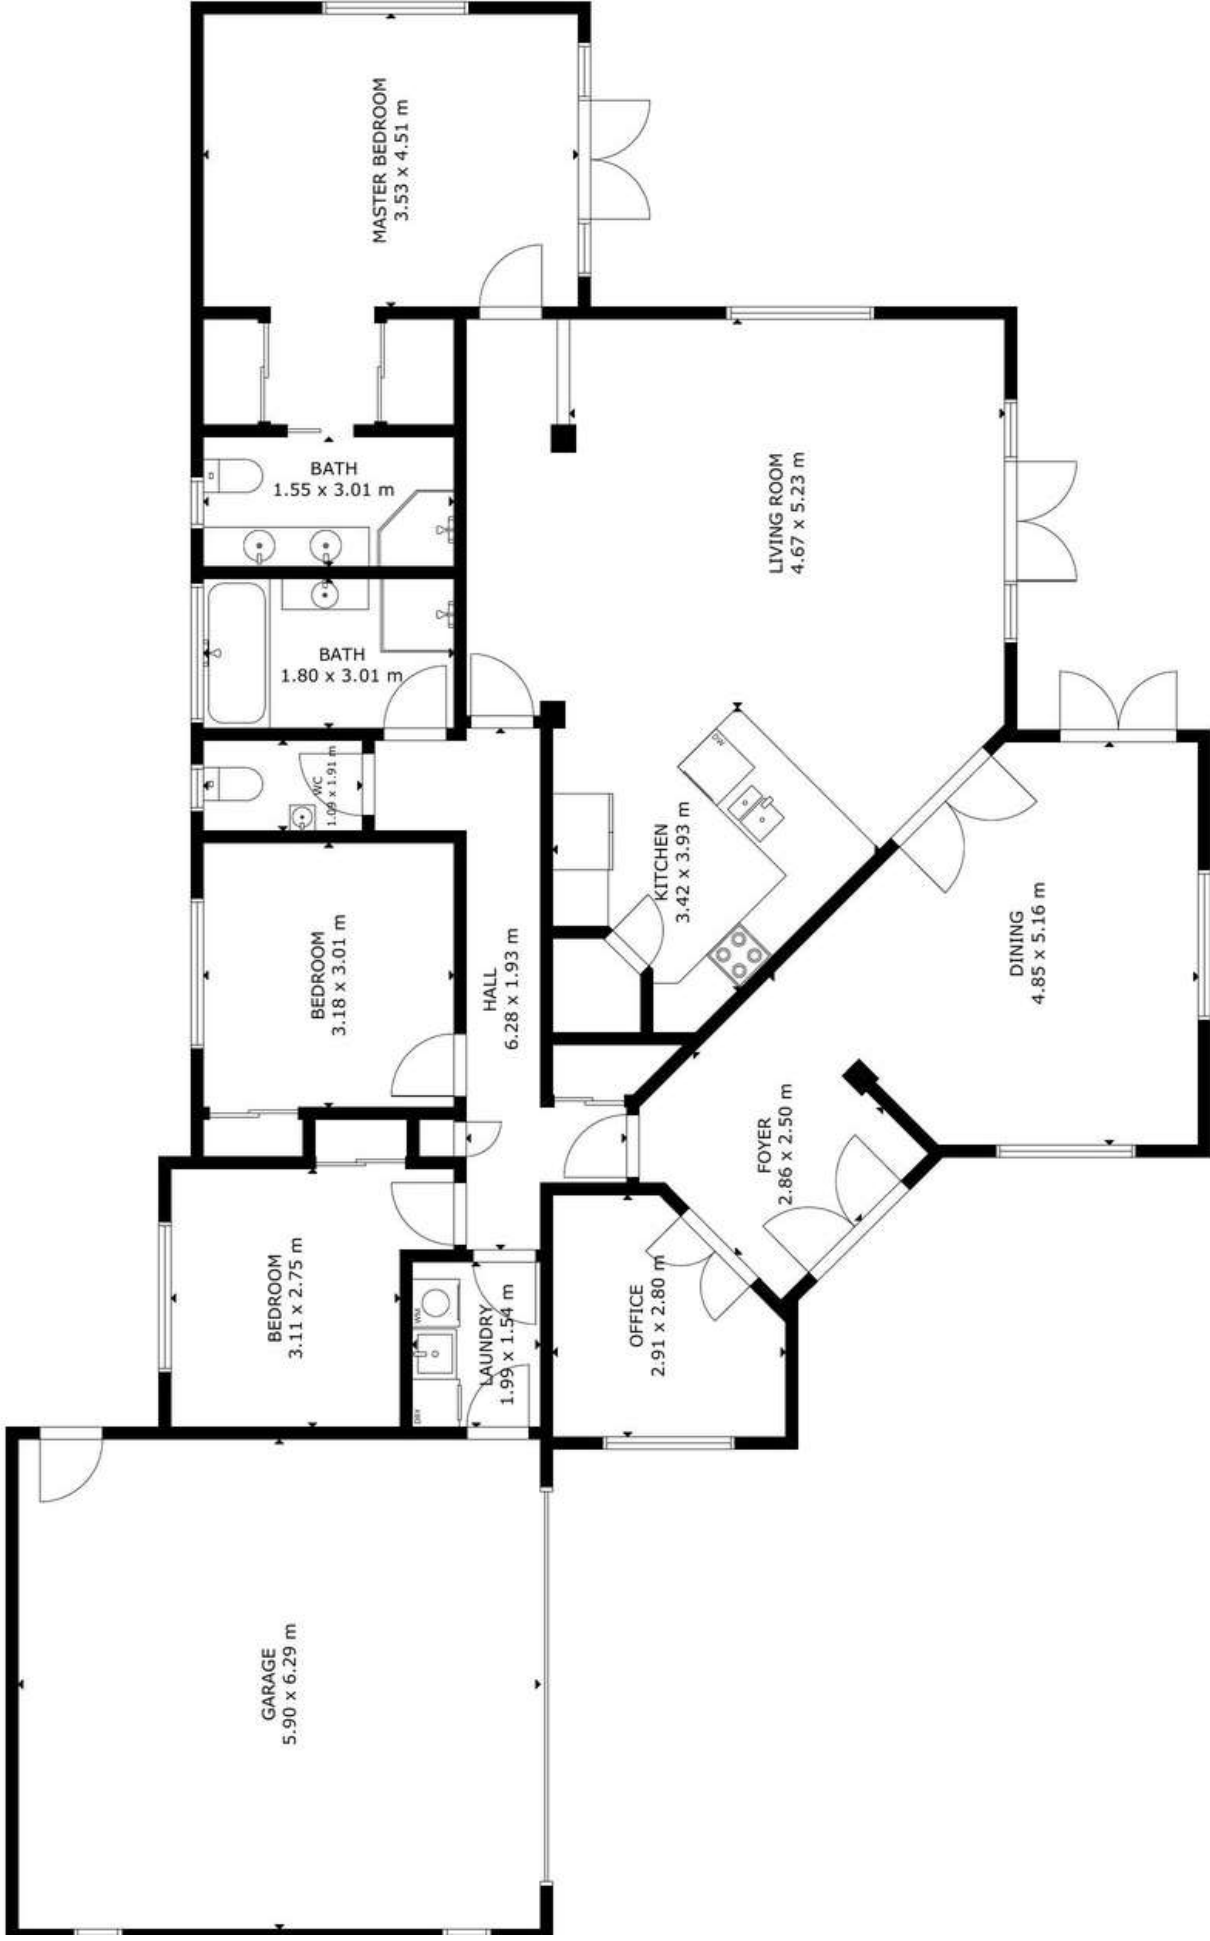 MASTER BEDROOM
3.53 x 4.51 m
BATH
1.55 x 3.01 m
LIVING ROOM
4.67 x 5.23 m
BATH
1.80 x 3.01 m
DW
WC
1.09 x 1.91 m
KITCHEN
3.42 x 3.93 m
BEDROOM
3.18 x 3.01 m
HALL
6.28 x 1.93 m
DINING
4.85 x 5.16 m
FOYER
2.86 x 2.50 m
BEDROOM
3.11 x 2.75 m
WM
LAUNDRY
1.99 x 1.54 m
DRY
OFFICE
2.91 x 2.80 m
GARAGE
5.90 x 6.29 m